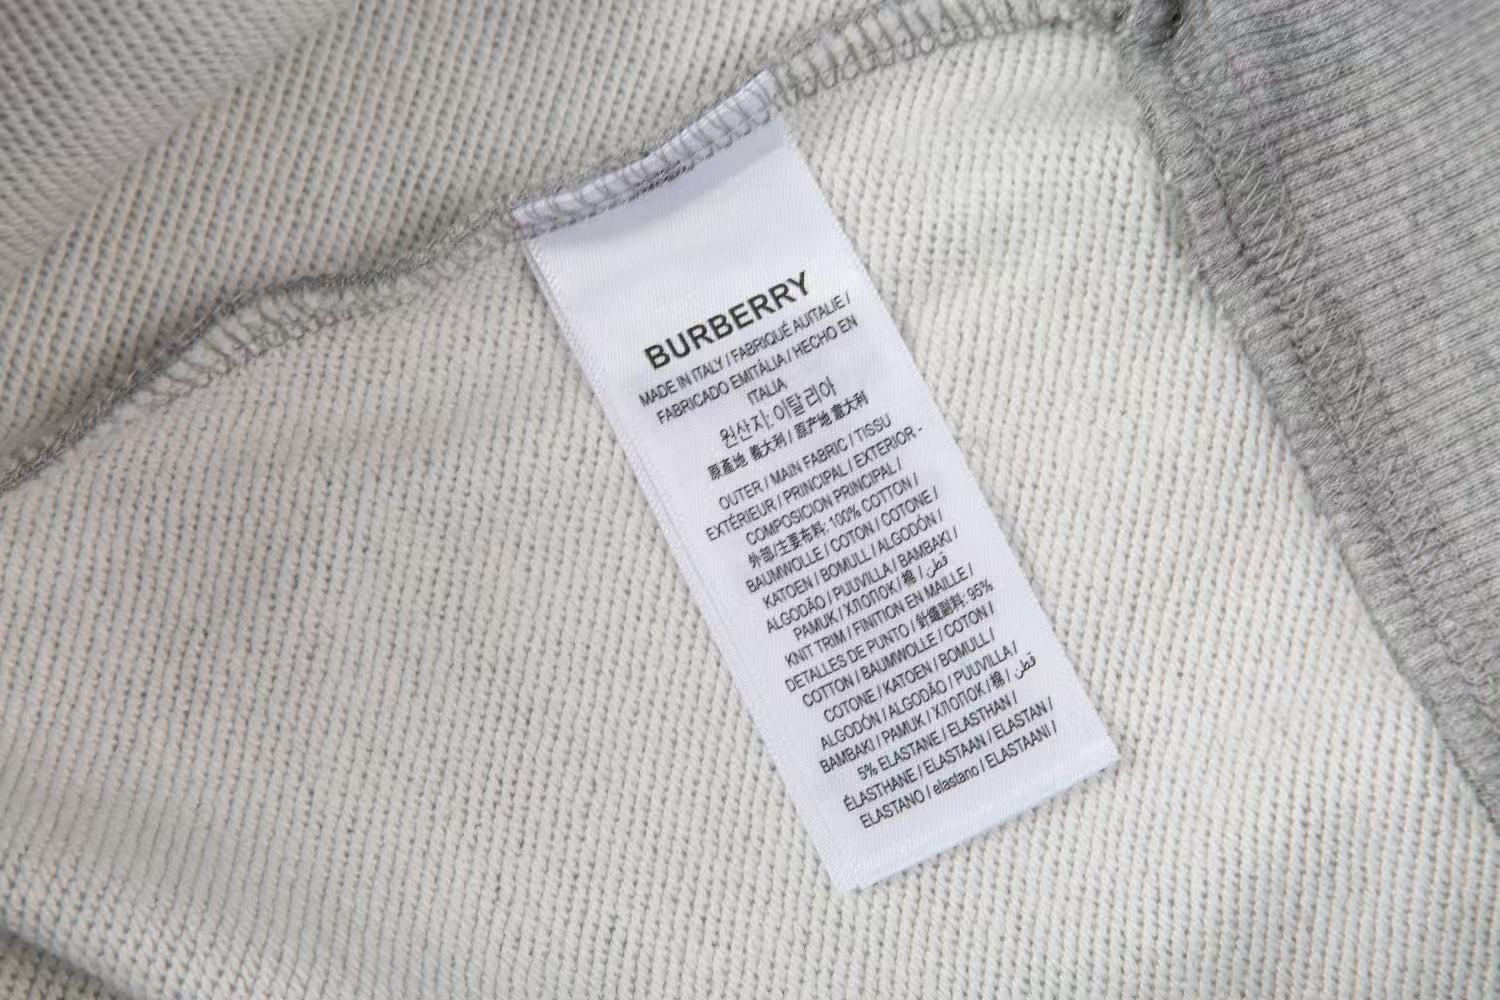 BURBERRY
MADE IN ITALY / FABRIQUÉ AUITALIE /
FABRICADO EMITÁLIA / HECHO EN
ITALIA
원산지: 이탈리아
原產地 義大利 / 原产地 意大利
OUTER / MAIN FABRIC / TISSU
EXTÉRIEUR / PRINCIPAL / EXTERIOR -
COMPOSICION PRINCIPAL /
外部/主要布料: 100% COTTON /
BAUMWOLLE / COTON / COTONE /
KATOEN / BOMULL / ALGODÓN /
ALGODÃO / PUUVILLA / BAMBAKI /
PAMUK / ХЛОПОК / 棉 / قطن
KNIT TRIM / FINITION EN MAILLE /
DETALLES DE PUNTO / 針織副料: 95%
COTTON / BAUMWOLLE / COTON /
COTONE / KATOEN / BOMULL /
ALGODÓN / ALGODÃO / PUUVILLA /
BAMBAKI / PAMUK / ХЛОПОК / 棉 / قطن
5% ELASTANE / ELASTHAN /
ÉLASTHANE / ELASTAAN / ELASTAN /
ELASTANO / elastano / ELASTAANI /